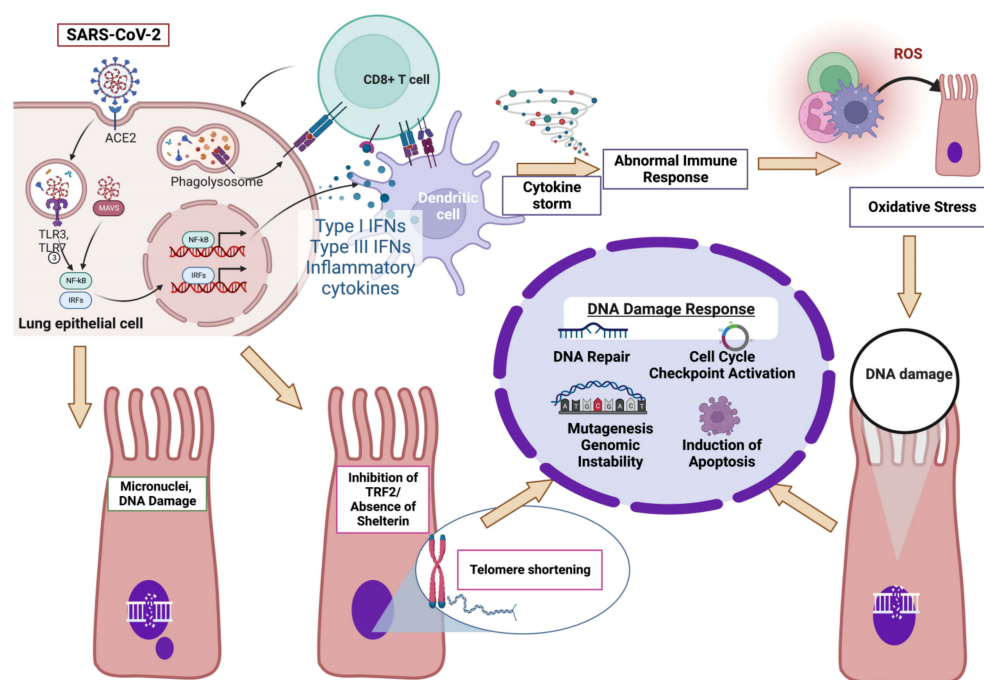 SARS-CoV-2
ACE2
Phagolysosome
MAVS
TLR3,
TLR7
3
NF-kB
IRFs
NF-kB
IRFs
Lung epithelial cell
CD8+ T cell
Dendritic
cell
Type I IFNs
Type III IFNs
Inflammatory
cytokines
Cytokine
storm
Abnormal Immune
Response
ROS
Oxidative Stress
DNA damage
DNA Damage Response
DNA Repair
Cell Cycle
Checkpoint Activation
A T G C G A C T
Mutagenesis
Genomic
Instability
Induction of
Apoptosis
Micronuclei,
DNA Damage
Inhibition of
TRF2/
Absence of
Shelterin
Telomere shortening